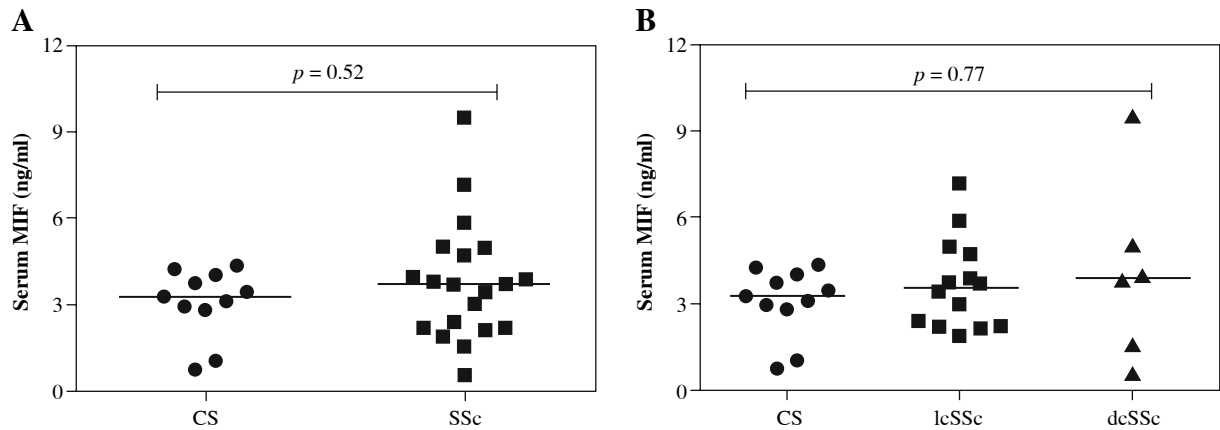 A
B
12
9
6
3
0
Serum MIF (ng/ml)
p = 0.52
CS
SSc
12
9
6
3
0
Serum MIF (ng/ml)
p = 0.77
CS
lcSSc
dcSSc